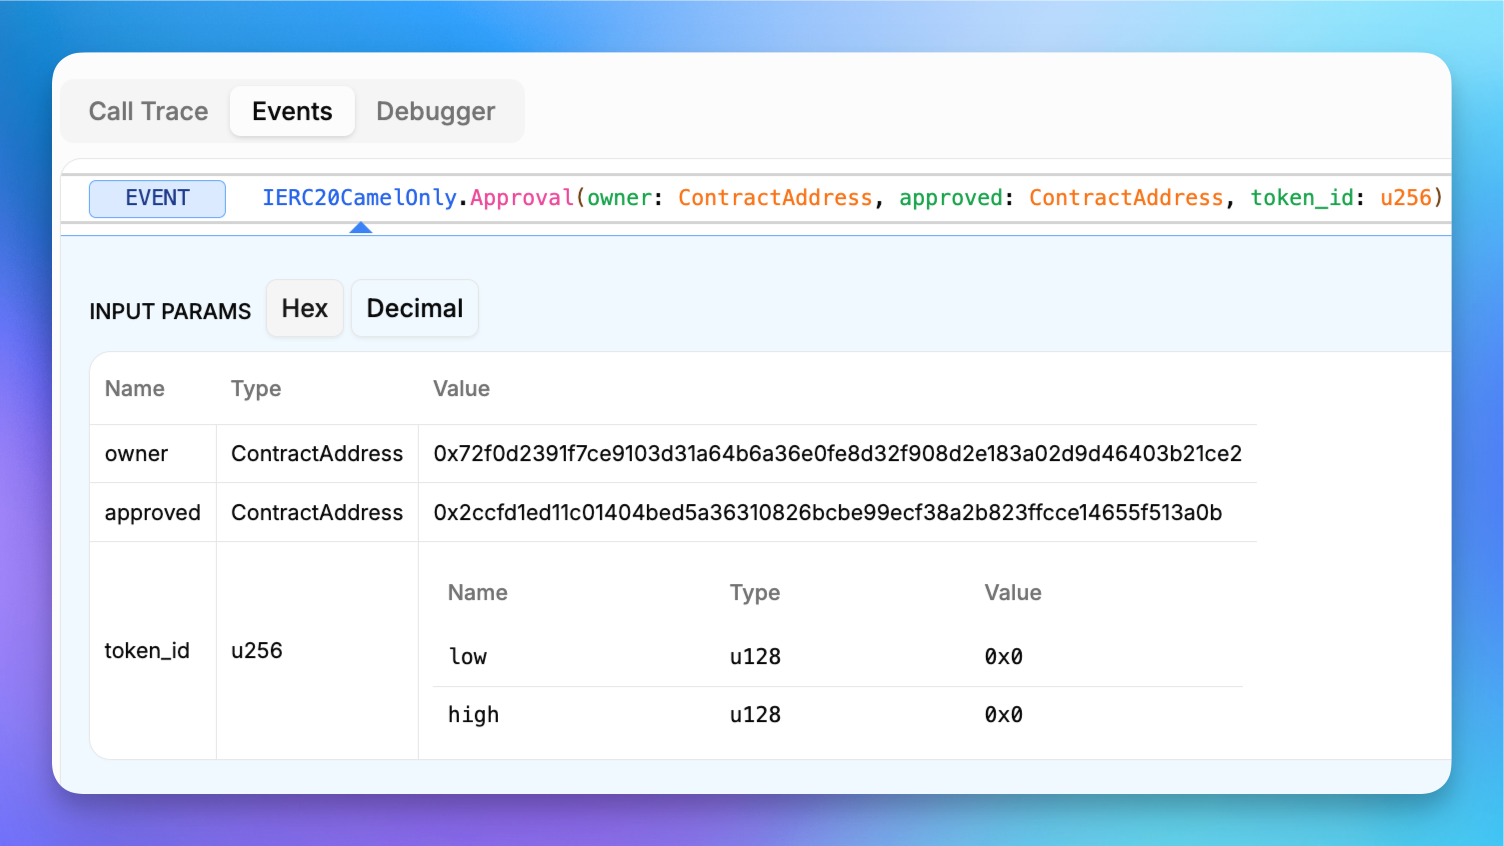 Call Trace Events Debugger
EVENT IERC20CamelOnly.Approval(owner: ContractAddress, approved: ContractAddress, token_id: u256)
INPUT PARAMS Hex Decimal
Name Type Value
owner ContractAddress 0x72f0d2391f7ce9103d31a64b6a36e0fe8d32f908d2e183a02d9d46403b21ce2
approved ContractAddress 0x2ccfd1ed11c01404bed5a36310826bcbe99ecf38a2b823ffcce14655f513a0b
token_id u256
Name Type Value
low u128 0x0
high u128 0x0